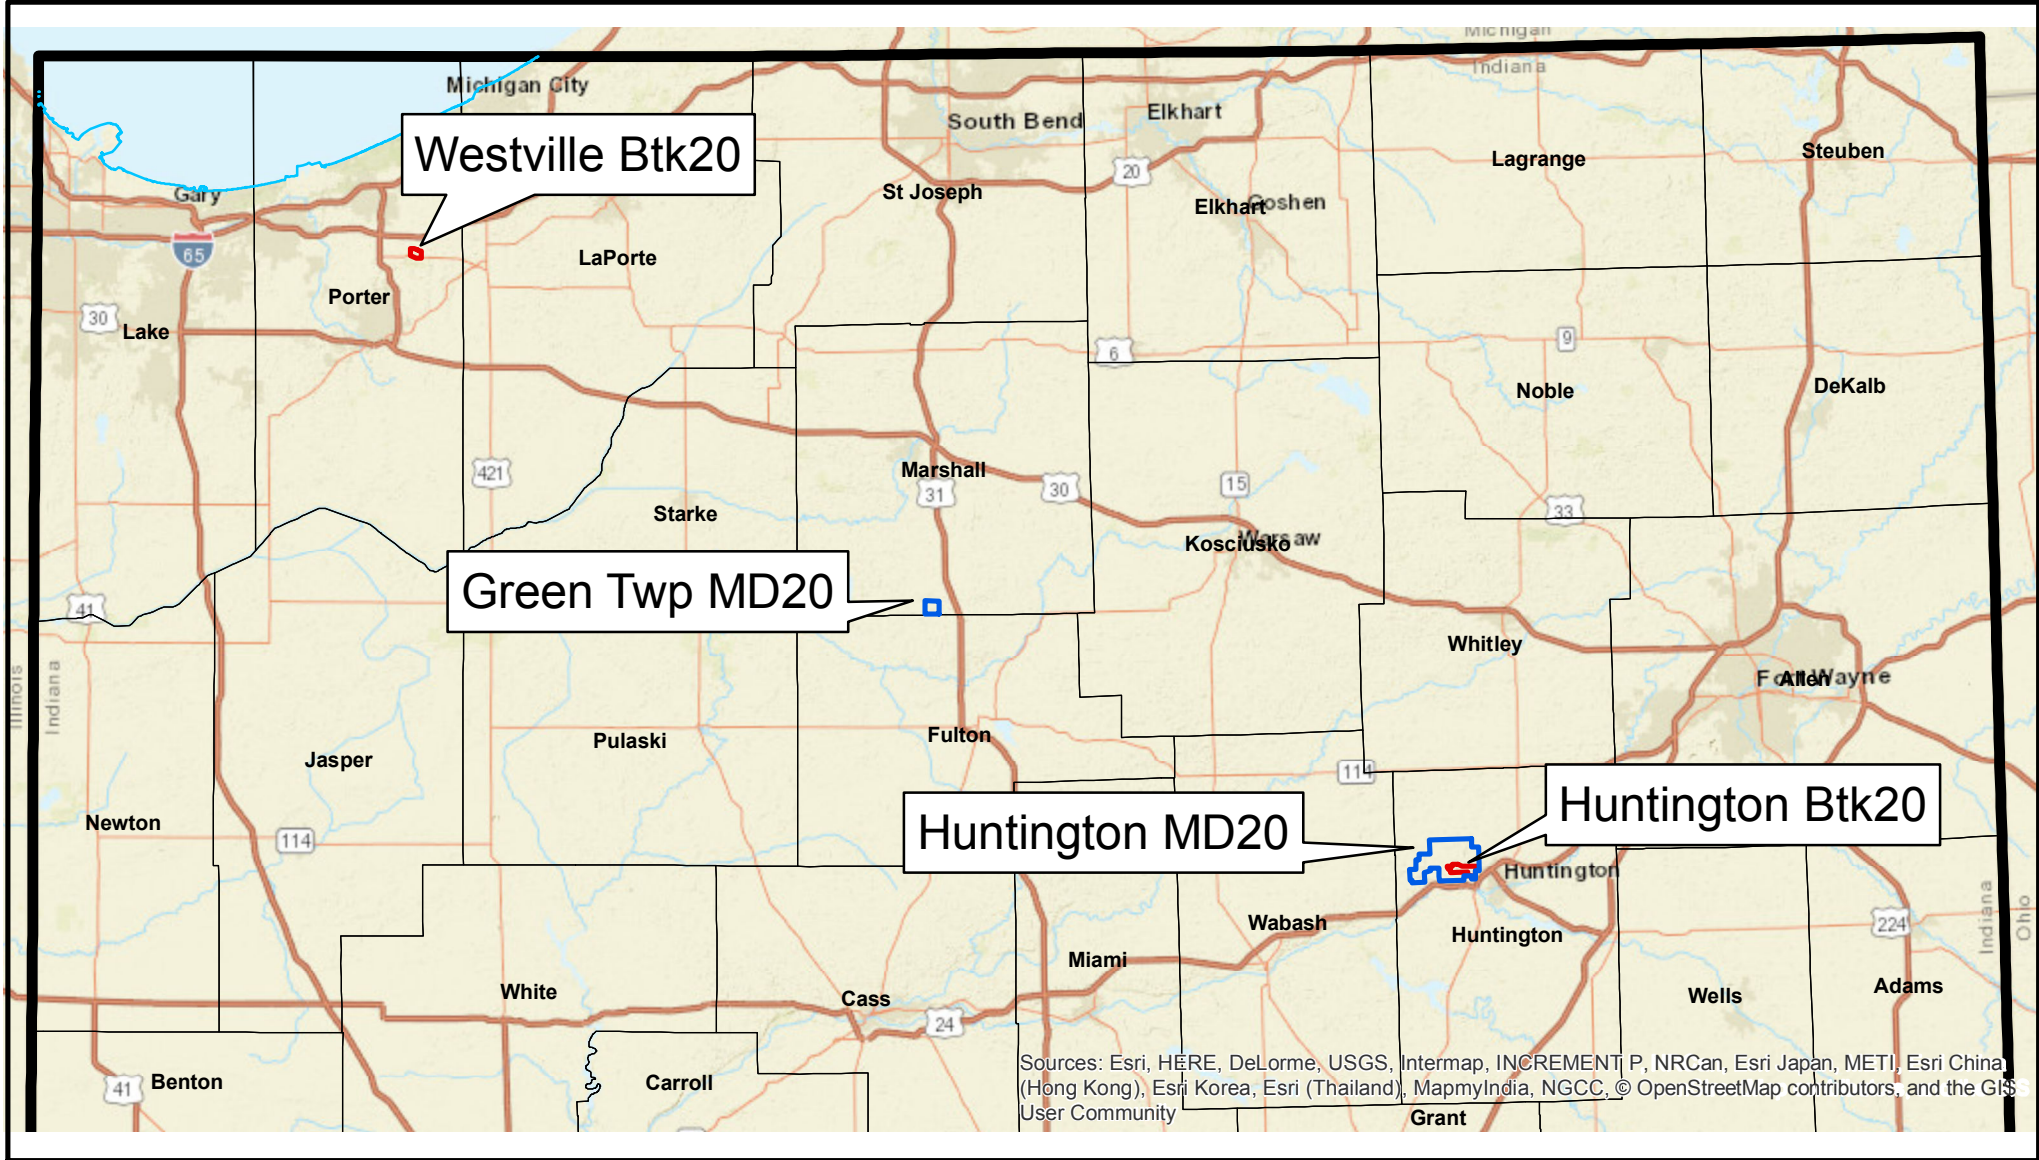 Michigan
Indiana
Michigan City
Westville Btk20
South Bend
Elkhart
Lagrange
Steuben
20
Gary
St Joseph
Elkhart
Goshen
65
LaPorte
Porter
30
Lake
6
9
Noble
DeKalb
421
Marshall
31
30
15
33
Starke
Kosciusko
Warsaw
Green Twp MD20
41
Whitley
Illinois
Indiana
Fort Wayne
Allen
Fulton
Pulaski
Jasper
114
Newton
114
Huntington MD20
Huntington Btk20
Huntington
Wabash
Huntington
224
Indiana
Ohio
Miami
White
Cass
Wells
Adams
24
Benton
41
Carroll
Sources: Esri, HERE, DeLorme, USGS, Intermap, INCREMENT P, NRCan, Esri Japan, METI, Esri China
(Hong Kong), Esri Korea, Esri (Thailand), MapmyIndia, NGCC, © OpenStreetMap contributors, and the GIS
User Community
Grant